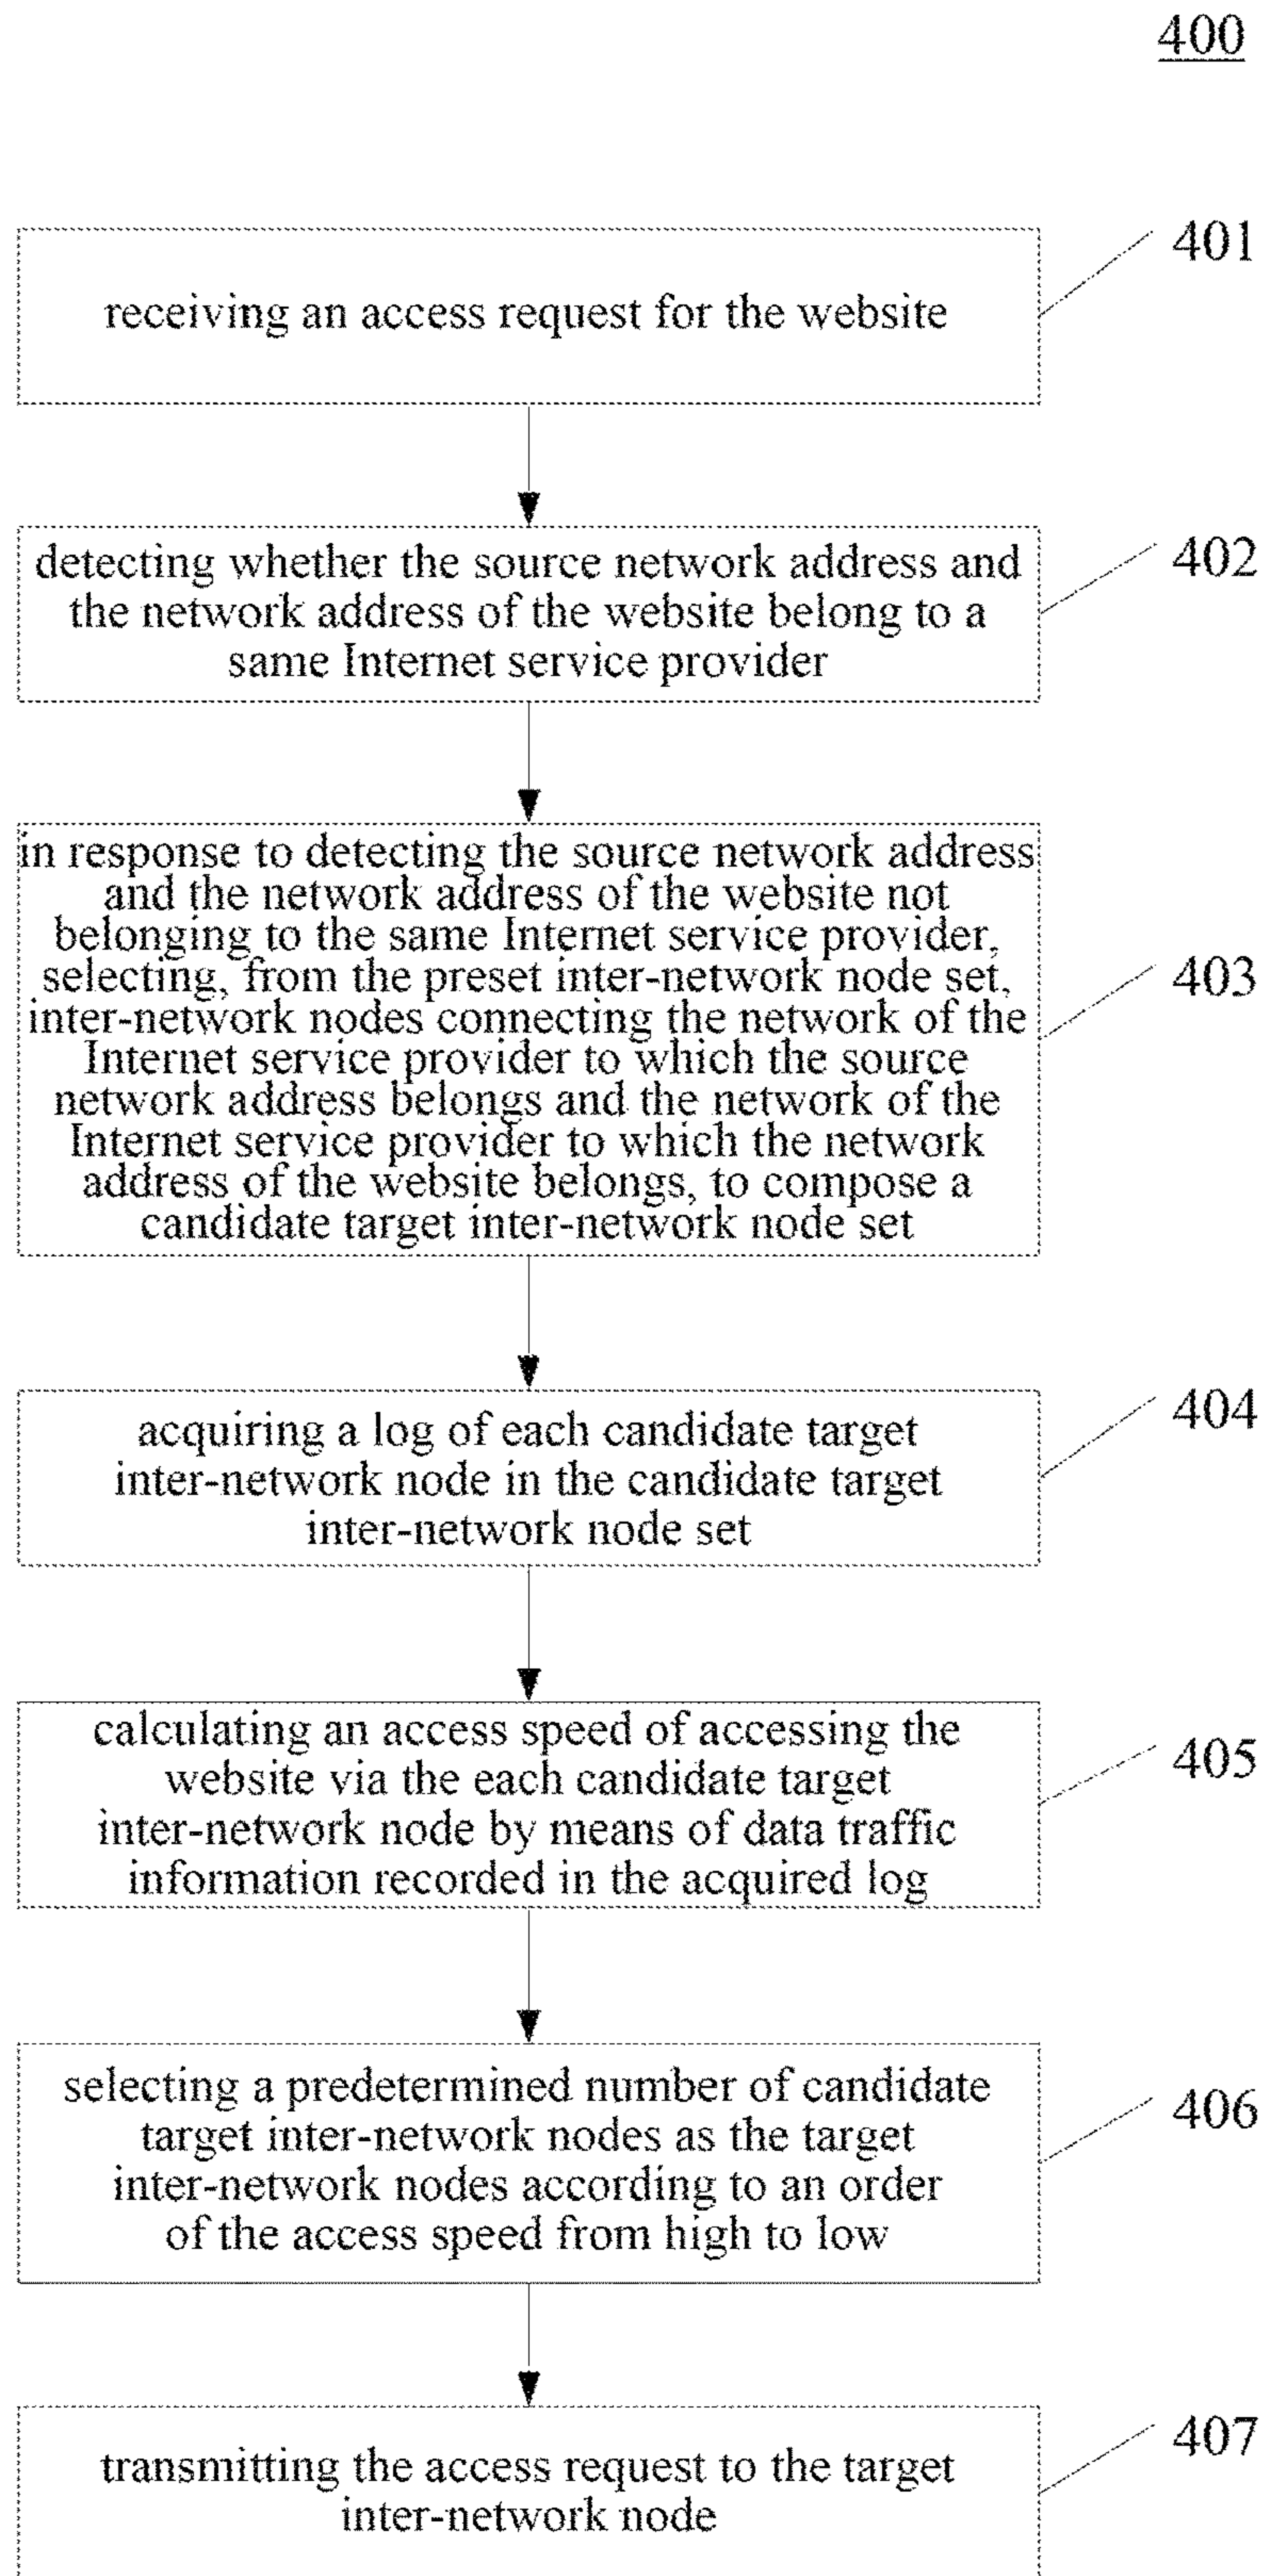 400
401
receiving an access request for the website
402
detecting whether the source network address and
the network address of the website belong to a
same Internet service provider
403
in response to detecting the source network address
and the network address of the website not
belonging to the same Internet service provider,
selecting, from the preset inter-network node set,
inter-network nodes connecting the network of the
Internet service provider to which the source
network address belongs and the network of the
Internet service provider to which the network
address of the website belongs, to compose a
candidate target inter-network node set
404
acquiring a log of each candidate target
inter-network node in the candidate target
inter-network node set
405
calculating an access speed of accessing the
website via the each candidate target
inter-network node by means of data traffic
information recorded in the acquired log
406
selecting a predetermined number of candidate
target inter-network nodes as the target
inter-network nodes according to an order
of the access speed from high to low
407
transmitting the access request to the target
inter-network node